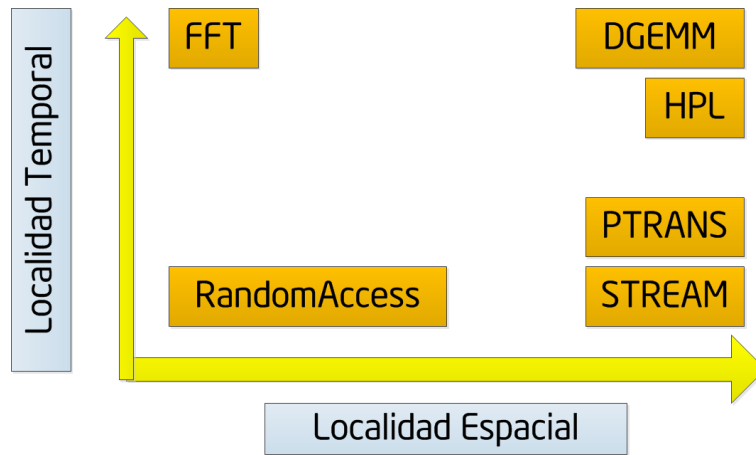 Localidad Temporal
FFT
DGEMM
HPL
PTRANS
RandomAccess
STREAM
Localidad Espacial